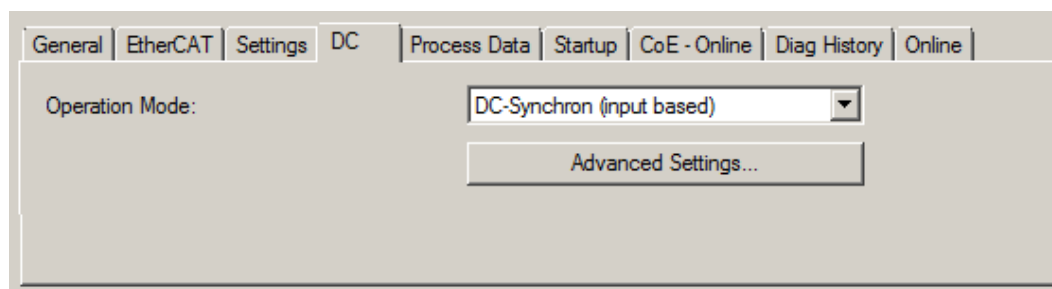 General EtherCAT Settings DC Process Data Startup CoE - Online Diag History Online
Operation Mode: DC-Synchron (input based)
Advanced Settings...